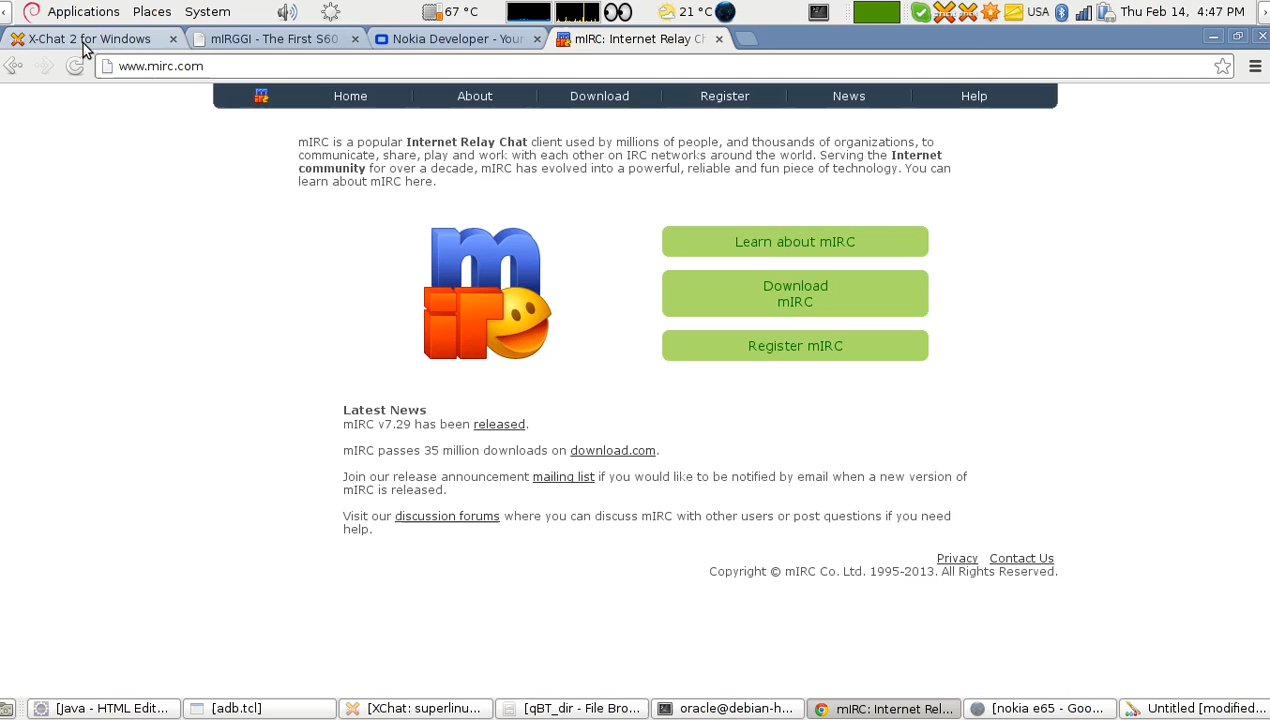 Applications Places System 67 °C 21 °C USA Thu Feb 14, 4:47 PM
X-Chat 2 for Windows mIRGGI - The First S60 Nokia Developer - Your mIRC: Internet Relay Ch
www.mirc.com
Home About Download Register News Help
mIRC is a popular Internet Relay Chat client used by millions of people, and thousands of organizations, to
communicate, share, play and work with each other on IRC networks around the world. Serving the Internet
community for over a decade, mIRC has evolved into a powerful, reliable and fun piece of technology. You can
learn about mIRC here.
Learn about mIRC
Download
mIRC
Register mIRC
Latest News
mIRC v7.29 has been released.
mIRC passes 35 million downloads on download.com.
Join our release announcement mailing list if you would like to be notified by email when a new version of
mIRC is released.
Visit our discussion forums where you can discuss mIRC with other users or post questions if you need
help.
Privacy Contact Us
Copyright © mIRC Co. Ltd. 1995-2013. All Rights Reserved.
[Java - HTML Edit... [adb.tcl] [XChat: superlinu... [qBT_dir - File Bro... oracle@debian-h... mIRC: Internet Rel... [nokia e65 - Goo... Untitled [modified...